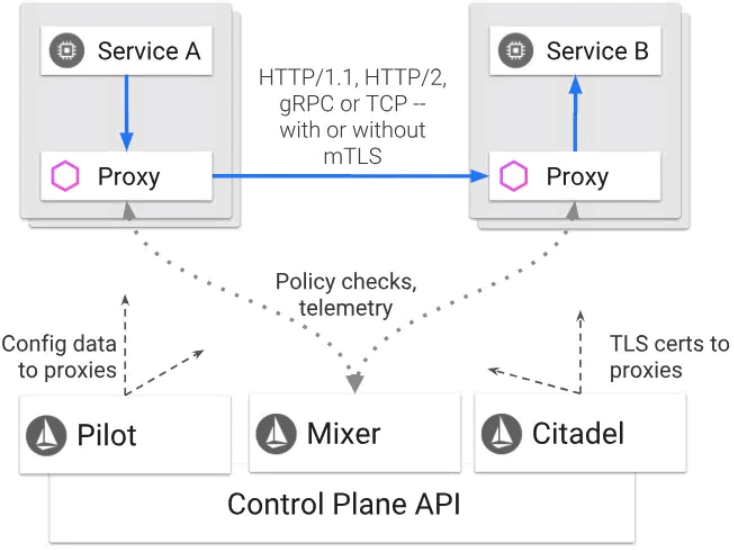 Service A
Service B
HTTP/1.1, HTTP/2,
gRPC or TCP --
with or without
mTLS
Proxy
Proxy
Policy checks,
telemetry
Config data
to proxies
TLS certs to
proxies
Pilot
Mixer
Citadel
Control Plane API